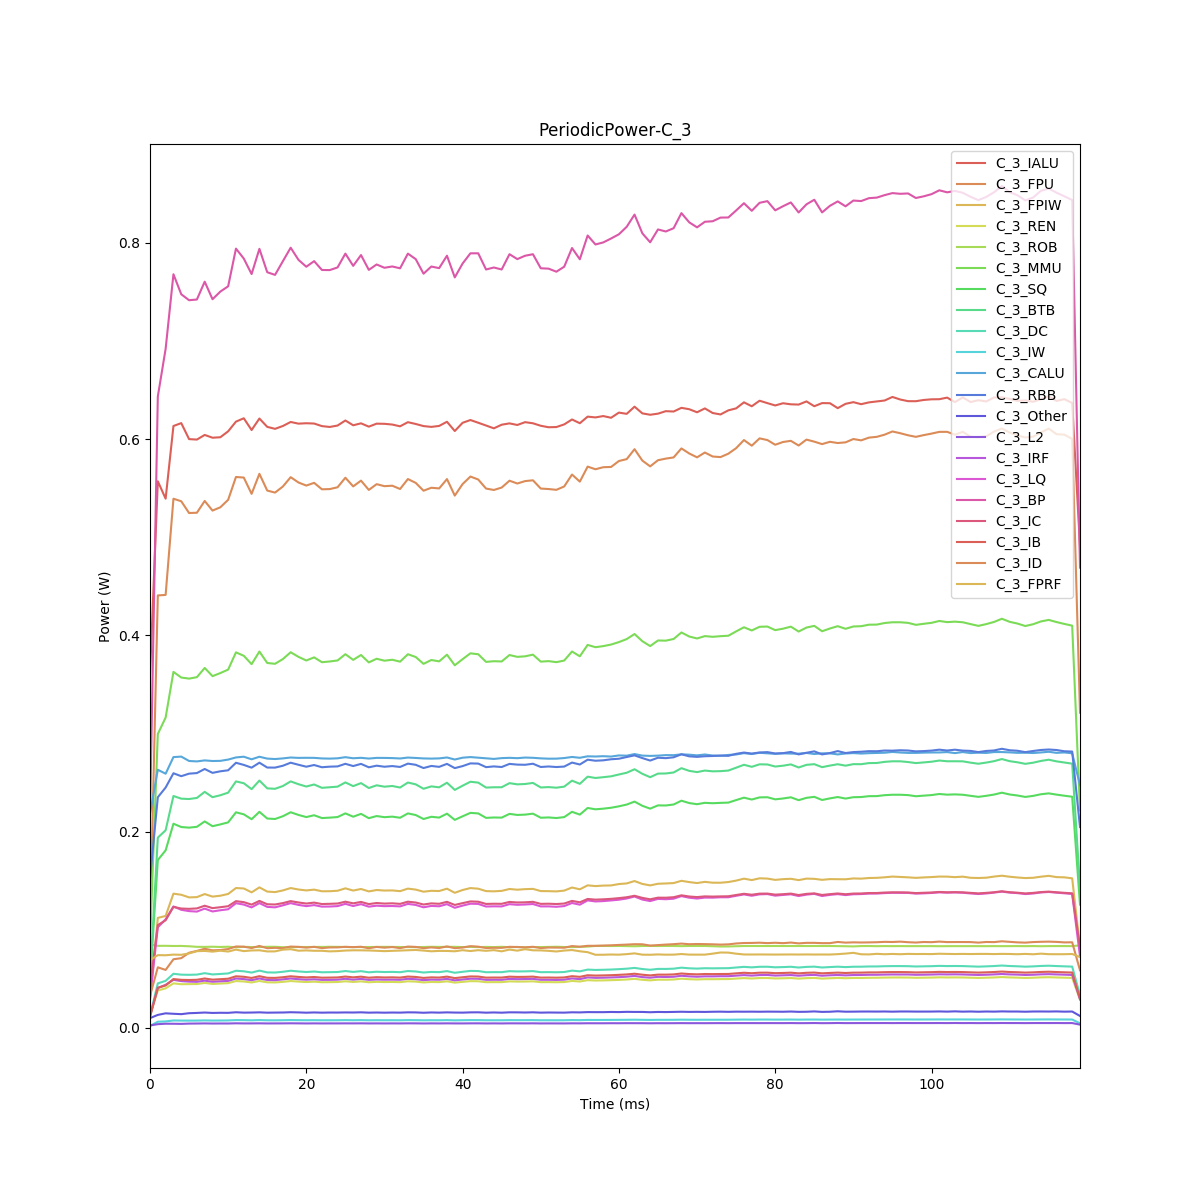 PeriodicPower-C_3
C_3_IALU
C_3_FPU
C_3_FPIW
C_3_REN
C_3_ROB
C_3_MMU
C_3_SQ
C_3_BTB
C_3_DC
C_3_IW
C_3_CALU
C_3_RBB
C_3_Other
C_3_L2
C_3_IRF
C_3_LQ
C_3_BP
C_3_IC
C_3_IB
C_3_ID
C_3_FPRF
0.8
0.6
0.4
0.2
0.0
Power (W)
0 20 40 60 80 100
Time (ms)